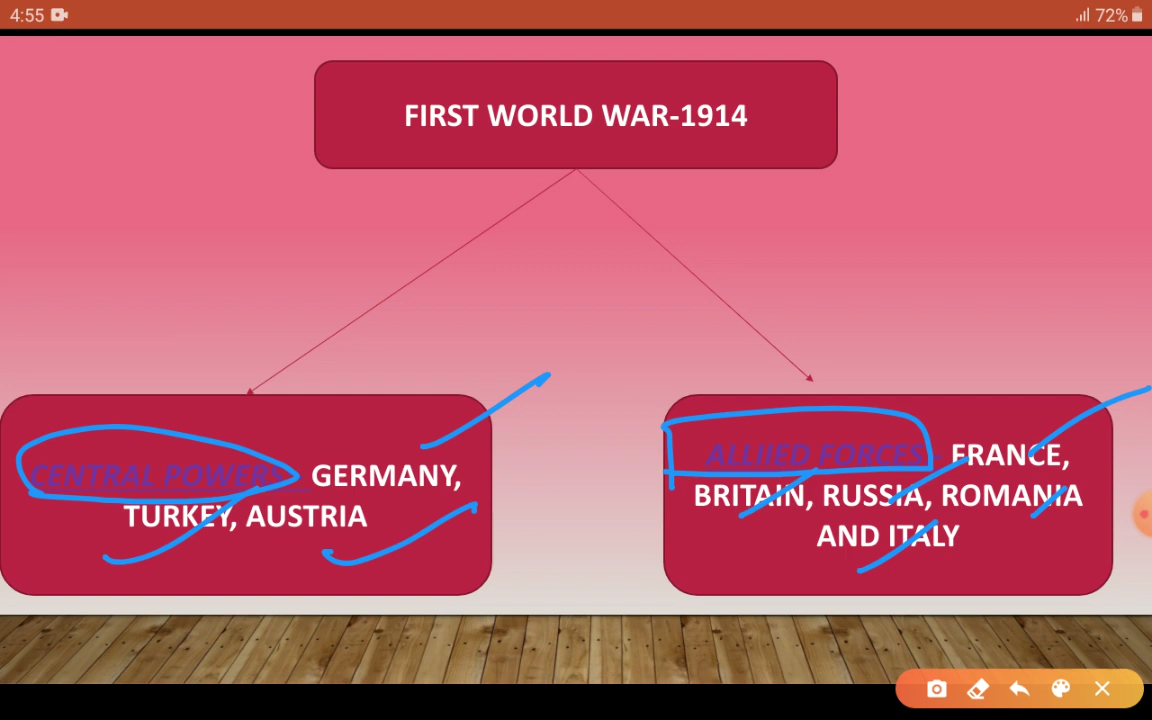 4:55
72%
FIRST WORLD WAR-1914
CENTRAL POWERS- GERMANY,
TURKEY, AUSTRIA
ALLIIED FORCES- FRANCE,
BRITAIN, RUSSIA, ROMANIA
AND ITALY